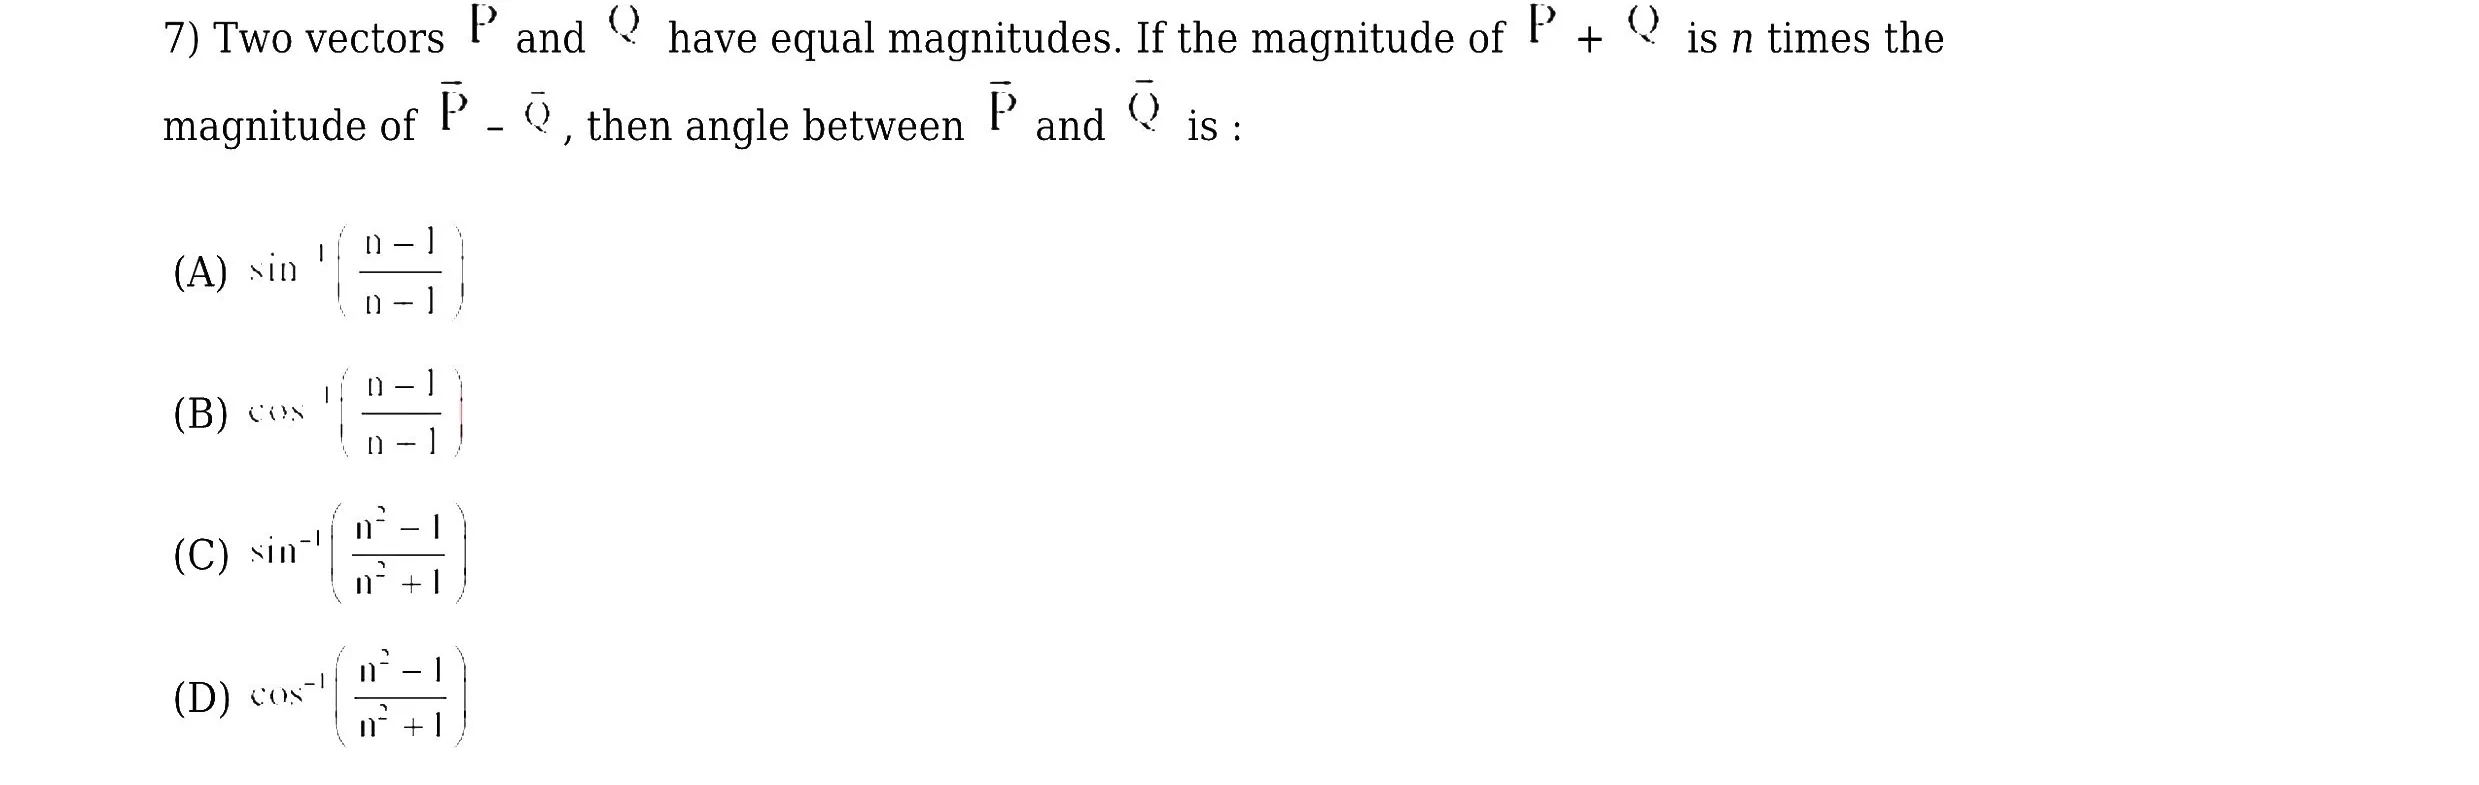 7) Two vectors P and Q have equal magnitudes. If the magnitude of P + Q is n times the
magnitude of P̅ – Q̅ , then angle between P̅ and Q̅ is :
(A) sin ¹( (n – 1)/(n – 1) )
(B) cos ¹( (n – 1)/(n – 1) )
(C) sin⁻¹( (n² – 1)/(n² + 1) )
(D) cos⁻¹( (n² – 1)/(n² + 1) )